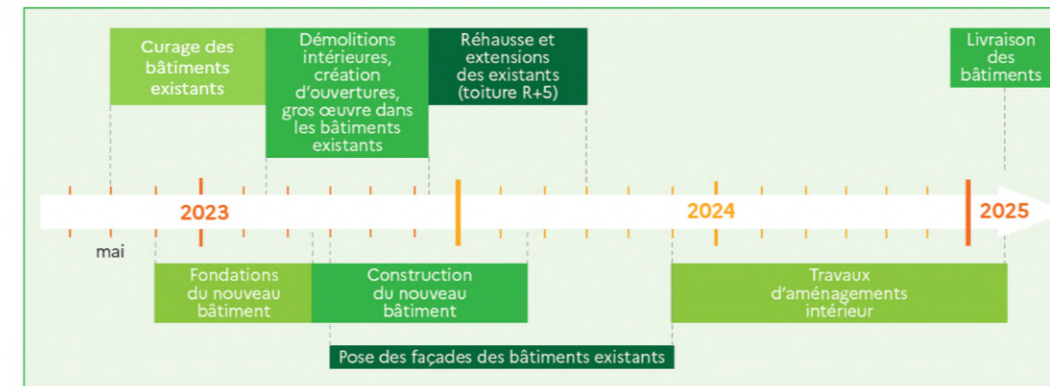 Curage des
bâtiments
existants
Démolitions
intérieures,
création
d'ouvertures,
gros œuvre dans
les bâtiments
existants
Réhausse et
extensions
des existants
(toiture R+5)
Livraison
des
bâtiments
2023
2024
2025
mai
Fondations
du nouveau
bâtiment
Construction
du nouveau
bâtiment
Travaux
d'aménagements
intérieur
Pose des façades des bâtiments existants